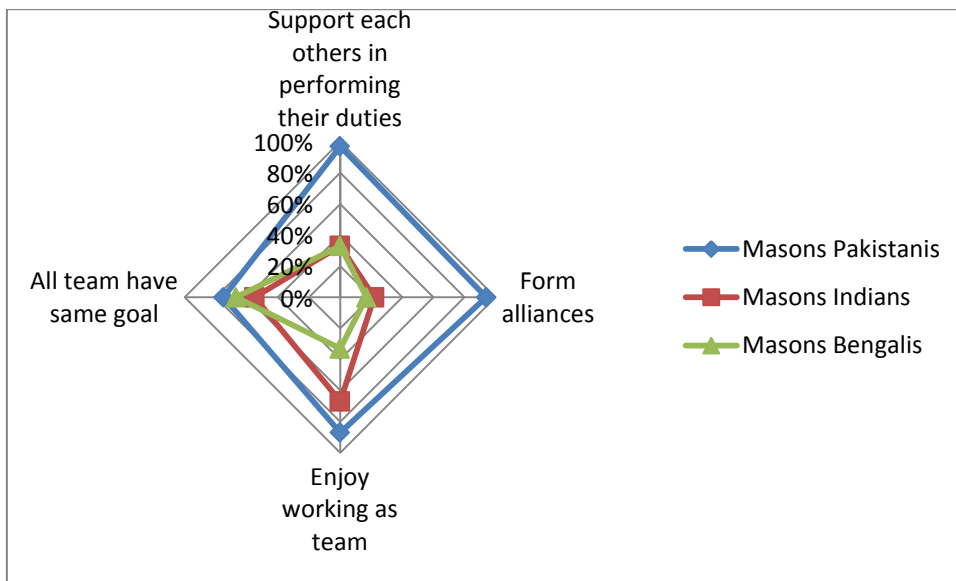 Support each
others in
performing
their duties
100%
80%
60%
40%
20%
0%
Form
alliances
Enjoy
working as
team
All team have
same goal
Masons Pakistanis
Masons Indians
Masons Bengalis